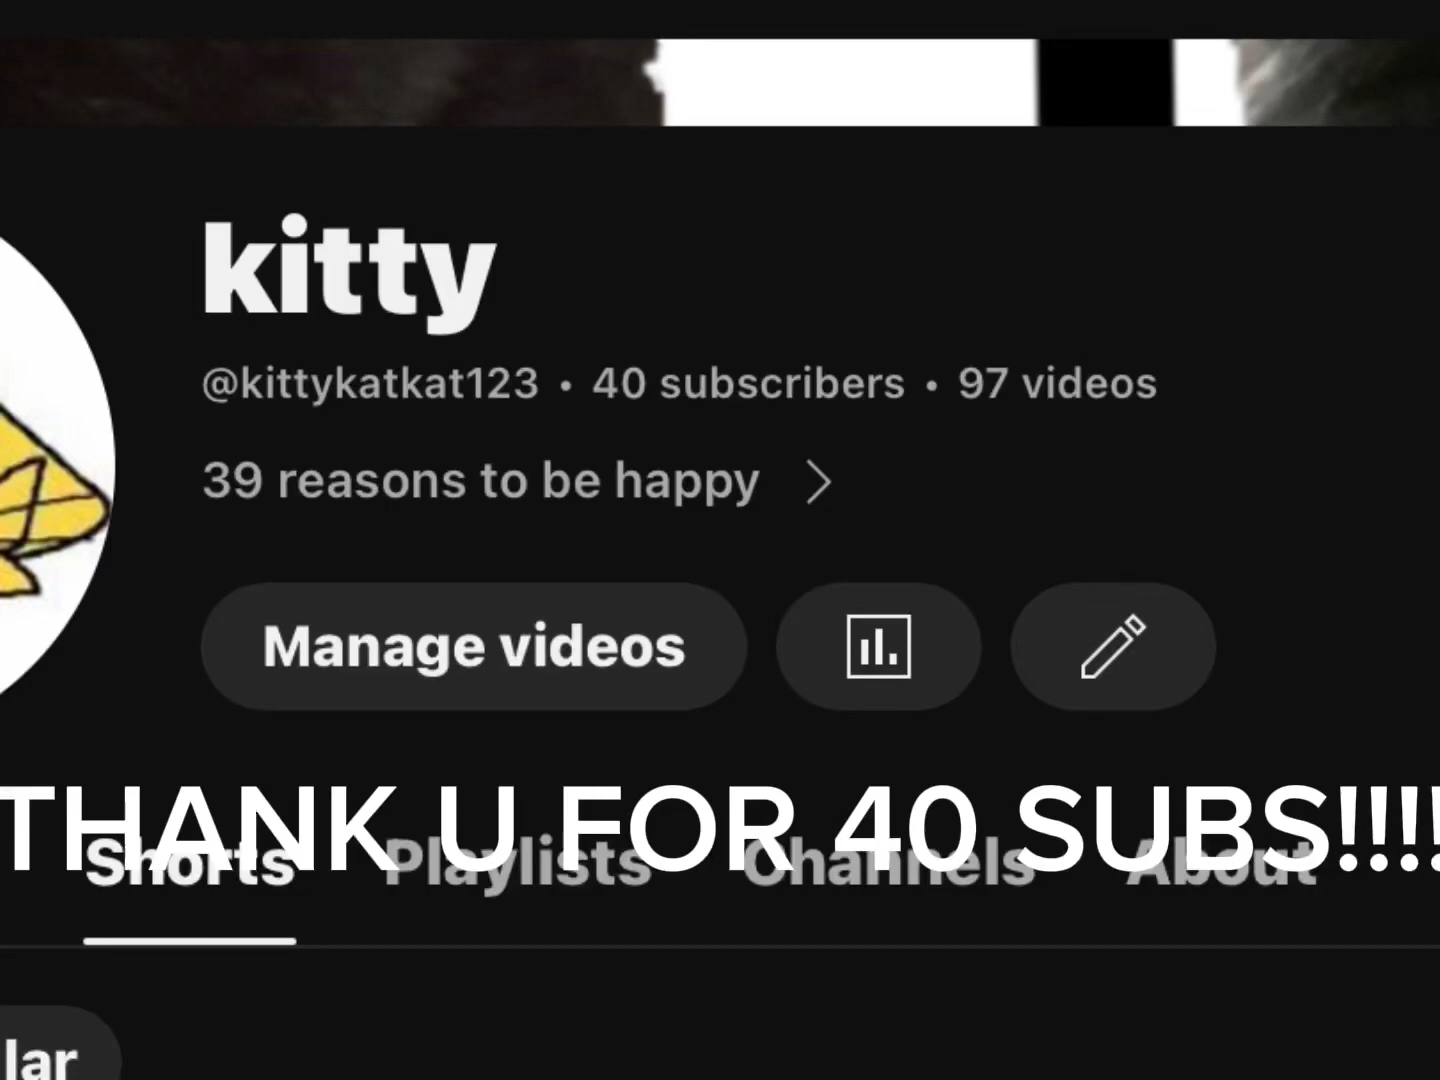 kitty
@kittykatkat123 • 40 subscribers • 97 videos
39 reasons to be happy
Manage videos
THANK U FOR 40 SUBS!!!!
Shorts Playlists Channels About
lar